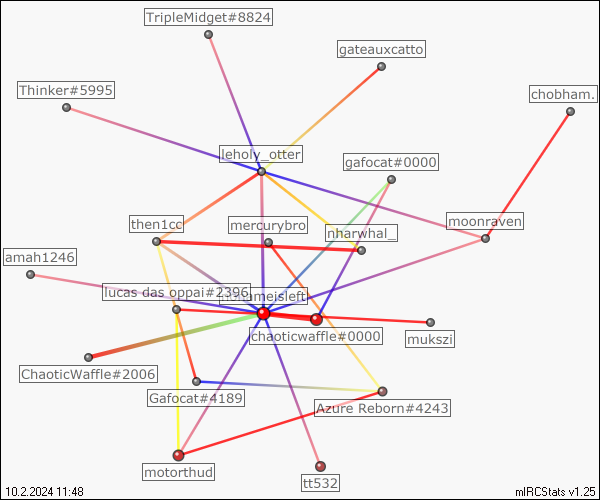 TripleMidget#8824
gateauxcatto
Thinker#5995
chobham.
leholy_otter
gafocat#0000
moonraven
then1cc
mercurybro
nharwhal_
amah1246
lucas das oppai#2396
meisleft
chaoticwaffle#0000
mukszi
ChaoticWaffle#2006
Gafocat#4189
Azure Reborn#4243
motorthud
tt532
10.2.2024 11:48
mIRCStats v1.25